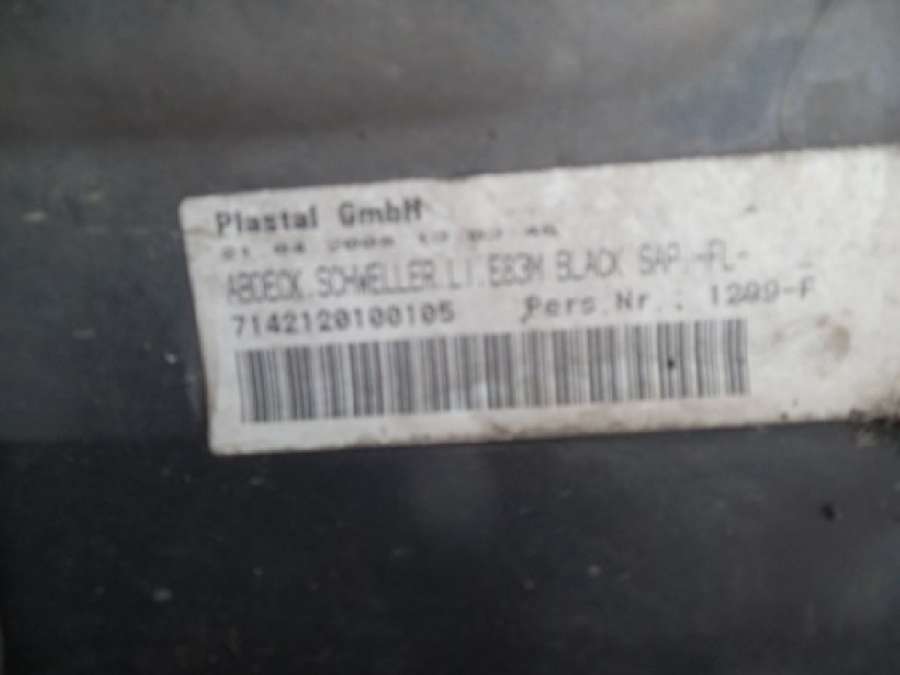 Plastal GmbH
ABDECK.SCHWELLER.LI.E83M BLACK SAP.-FL-
7142120100105 Pers.Nr.: 1209-F